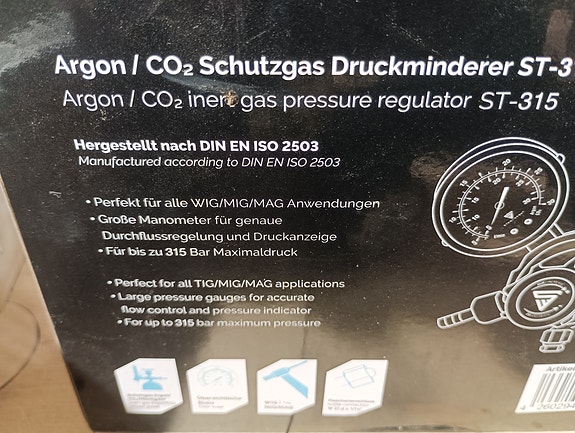 Argon / CO₂ Schutzgas Druckminderer ST-3
Argon / CO₂ inert gas pressure regulator ST-315
Hergestellt nach DIN EN ISO 2503
Manufactured according to DIN EN ISO 2503
• Perfekt für alle WIG/MIG/MAG Anwendungen
• Große Manometer für genaue
Durchflussregelung und Druckanzeige
• Für bis zu 315 Bar Maximaldruck
• Perfect for all TIG/MIG/MAG applications
• Large pressure gauges for accurate
flow control and pressure indicator
• For up to 315 bar maximum pressure
Artikel
4 260294